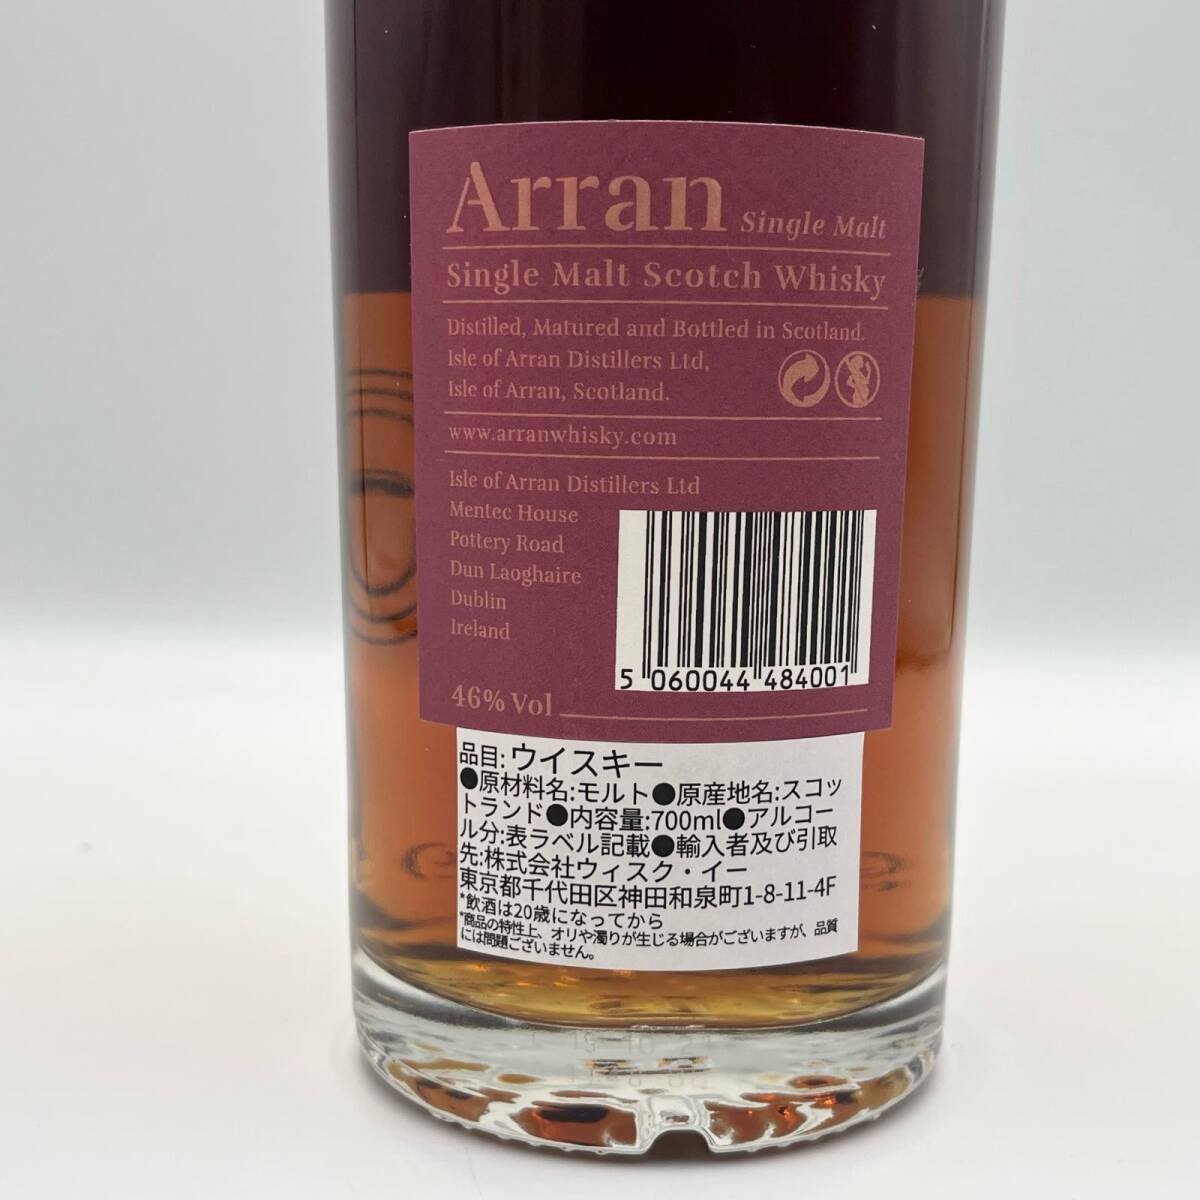 Arran Single Malt
Single Malt Scotch Whisky
Distilled, Matured and Bottled in Scotland.
Isle of Arran Distillers Ltd,
Isle of Arran, Scotland.
www.arranwhisky.com
Isle of Arran Distillers Ltd
Mentec House
Pottery Road
Dun Laoghaire
Dublin
Ireland
5 060044 484001
46% Vol
品目:ウイスキー
●原材料名:モルト●原産地名:スコッ
トランド●内容量:700ml●アルコー
ル分:表ラベル記載●輸入者及び引取
先:株式会社ウィスク・イー
東京都千代田区神田和泉町1-8-11-4F
*飲酒は20歳になってから
*商品の特性上、オリや濁りが生じる場合がございますが、品質
には問題ございません。